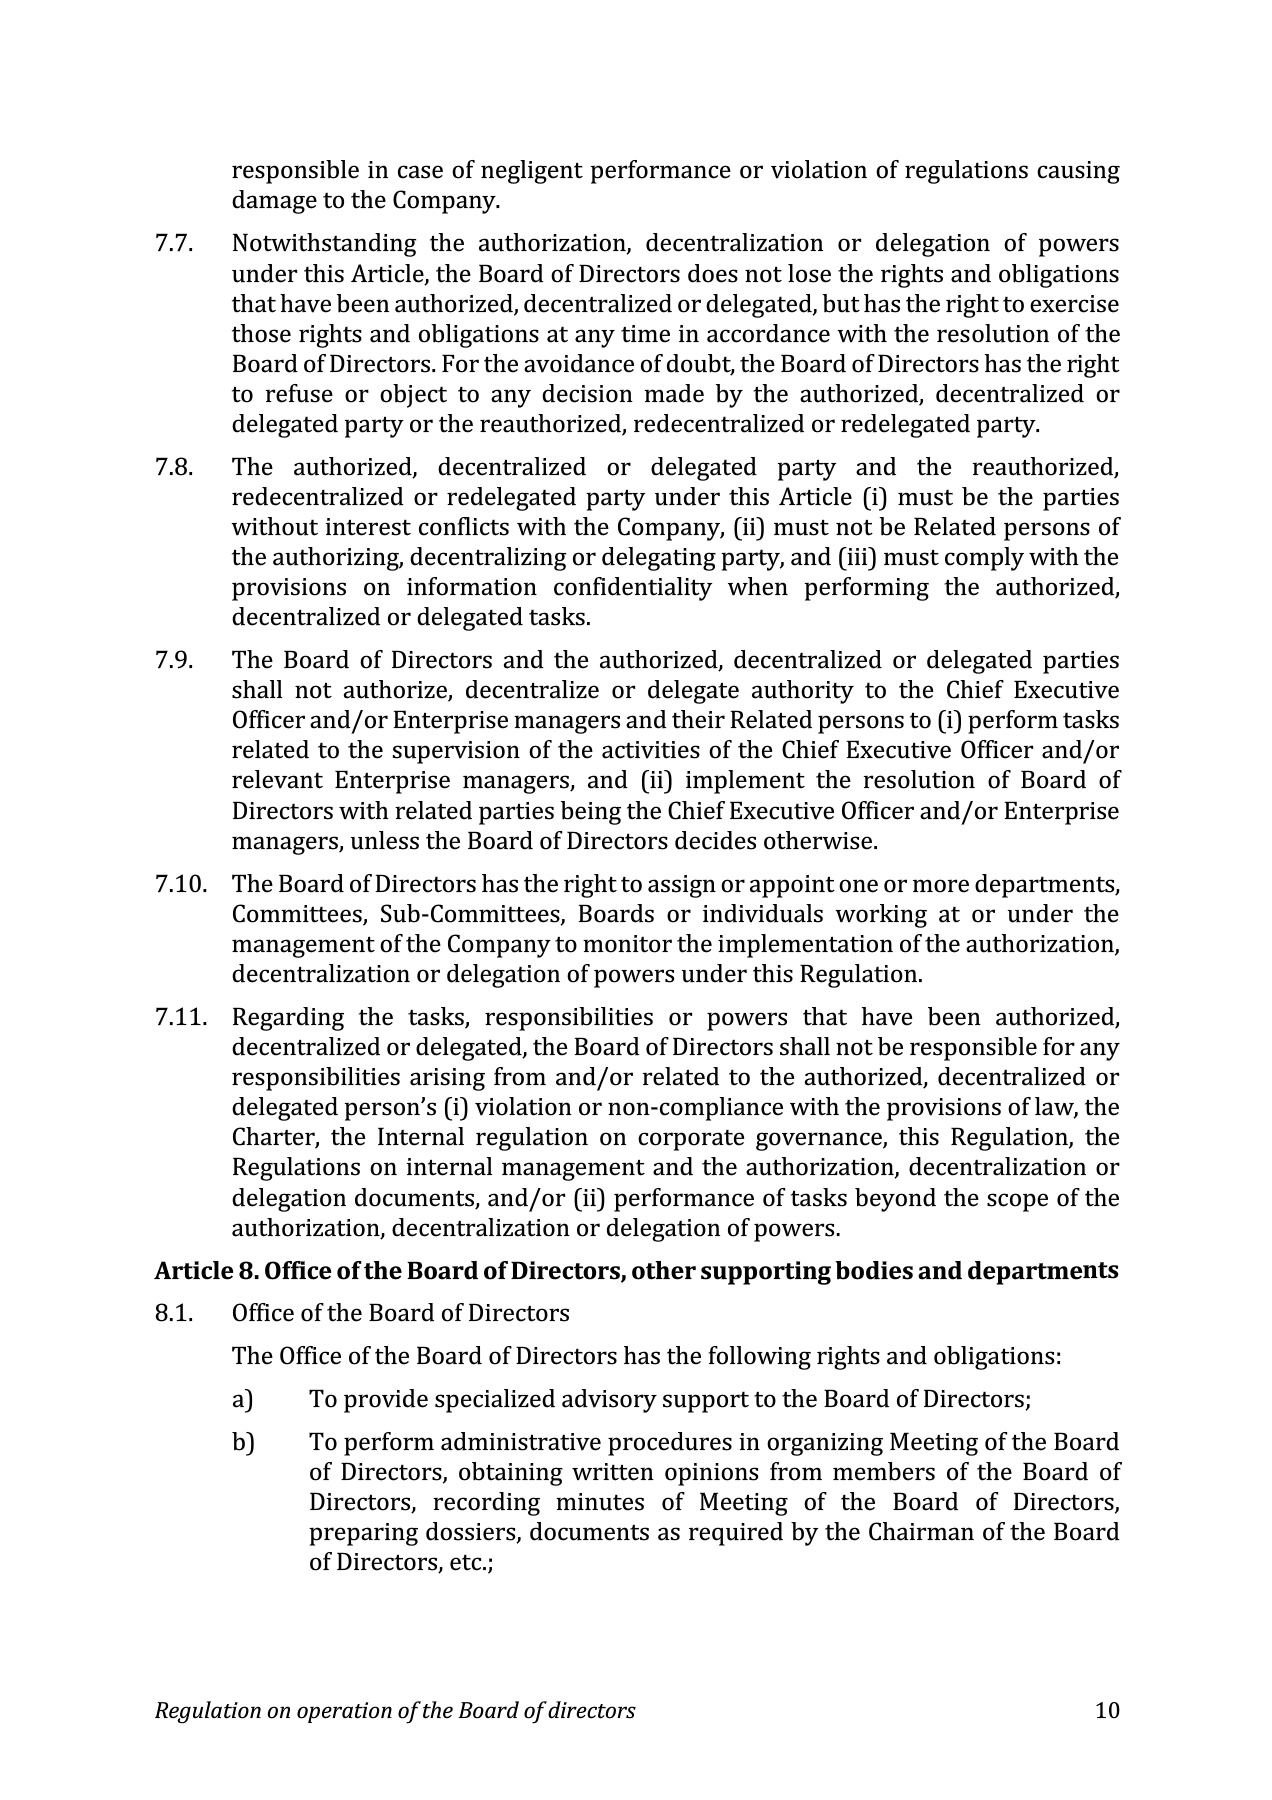 responsible in case of negligent performance or violation of regulations causing
damage to the Company.
7.7. Notwithstanding the authorization, decentralization or delegation of powers
under this Article, the Board of Directors does not lose the rights and obligations
that have been authorized, decentralized or delegated, but has the right to exercise
those rights and obligations at any time in accordance with the resolution of the
Board of Directors. For the avoidance of doubt, the Board of Directors has the right
to refuse or object to any decision made by the authorized, decentralized or
delegated party or the reauthorized, redecentralized or redelegated party.
7.8. The authorized, decentralized or delegated party and the reauthorized,
redecentralized or redelegated party under this Article (i) must be the parties
without interest conflicts with the Company, (ii) must not be Related persons of
the authorizing, decentralizing or delegating party, and (iii) must comply with the
provisions on information confidentiality when performing the authorized,
decentralized or delegated tasks.
7.9. The Board of Directors and the authorized, decentralized or delegated parties
shall not authorize, decentralize or delegate authority to the Chief Executive
Officer and/or Enterprise managers and their Related persons to (i) perform tasks
related to the supervision of the activities of the Chief Executive Officer and/or
relevant Enterprise managers, and (ii) implement the resolution of Board of
Directors with related parties being the Chief Executive Officer and/or Enterprise
managers, unless the Board of Directors decides otherwise.
7.10. The Board of Directors has the right to assign or appoint one or more departments,
Committees, Sub-Committees, Boards or individuals working at or under the
management of the Company to monitor the implementation of the authorization,
decentralization or delegation of powers under this Regulation.
7.11. Regarding the tasks, responsibilities or powers that have been authorized,
decentralized or delegated, the Board of Directors shall not be responsible for any
responsibilities arising from and/or related to the authorized, decentralized or
delegated person’s (i) violation or non-compliance with the provisions of law, the
Charter, the Internal regulation on corporate governance, this Regulation, the
Regulations on internal management and the authorization, decentralization or
delegation documents, and/or (ii) performance of tasks beyond the scope of the
authorization, decentralization or delegation of powers.
Article 8. Office of the Board of Directors, other supporting bodies and departments
8.1. Office of the Board of Directors
The Office of the Board of Directors has the following rights and obligations:
a) To provide specialized advisory support to the Board of Directors;
b) To perform administrative procedures in organizing Meeting of the Board
of Directors, obtaining written opinions from members of the Board of
Directors, recording minutes of Meeting of the Board of Directors,
preparing dossiers, documents as required by the Chairman of the Board
of Directors, etc.;
Regulation on operation of the Board of directors 10